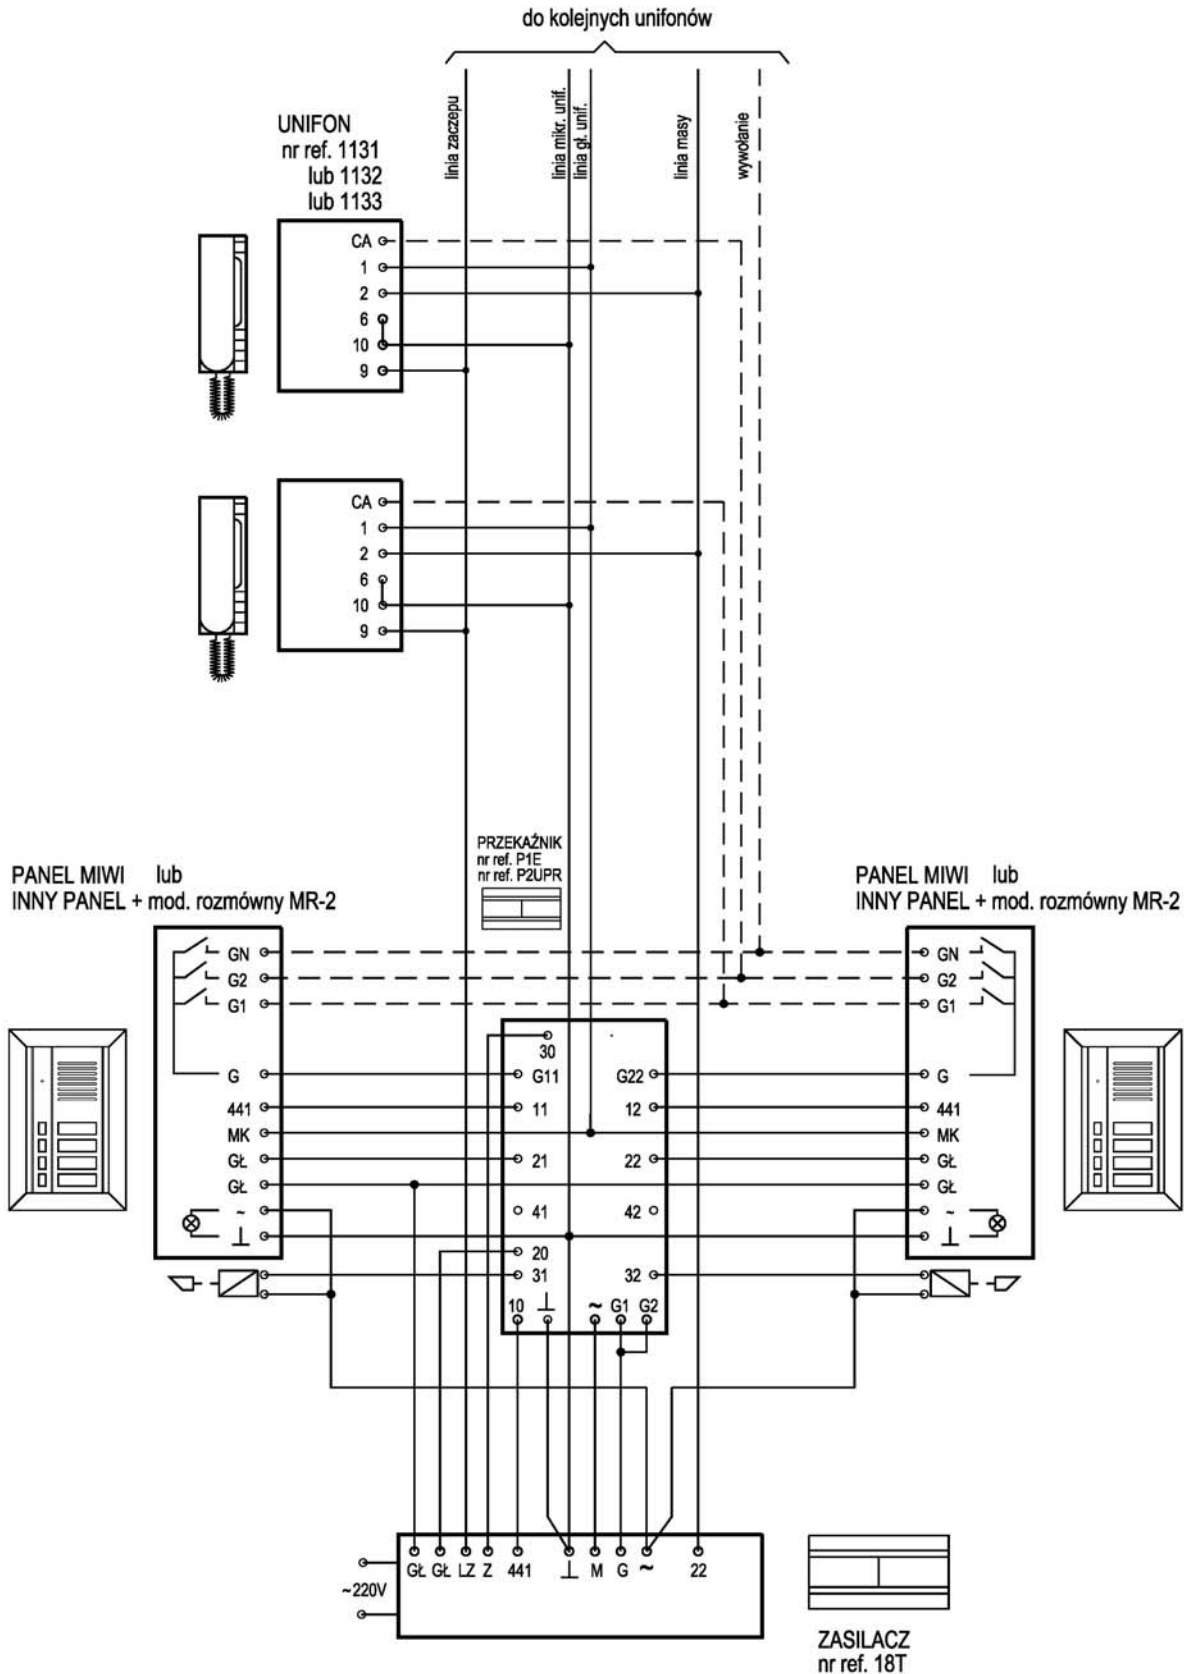 do kolejnych unifonów
linia zaczepu
linia mikr. unif.
linia gł. unif.
linia masy
wywołanie
UNIFON
nr ref. 1131
lub 1132
lub 1133
CA
1
2
6
10
9
CA
1
2
6
10
9
PRZEKAŹNIK
nr ref. P1E
nr ref. P2UPR
PANEL MIWI lub
INNY PANEL + mod. rozmówny MR-2
PANEL MIWI lub
INNY PANEL + mod. rozmówny MR-2
GN
G2
G1
G
441
MK
GŁ
GŁ
~
⊥
30
G11
11
21
41
20
31
G22
12
22
42
32
10 ⊥ ~ G1 G2
GN
G2
G1
G
441
MK
GŁ
GŁ
~
⊥
~220V
GŁ GŁ LZ Z 441 ⊥ M G ~ 22
ZASILACZ
nr ref. 18T